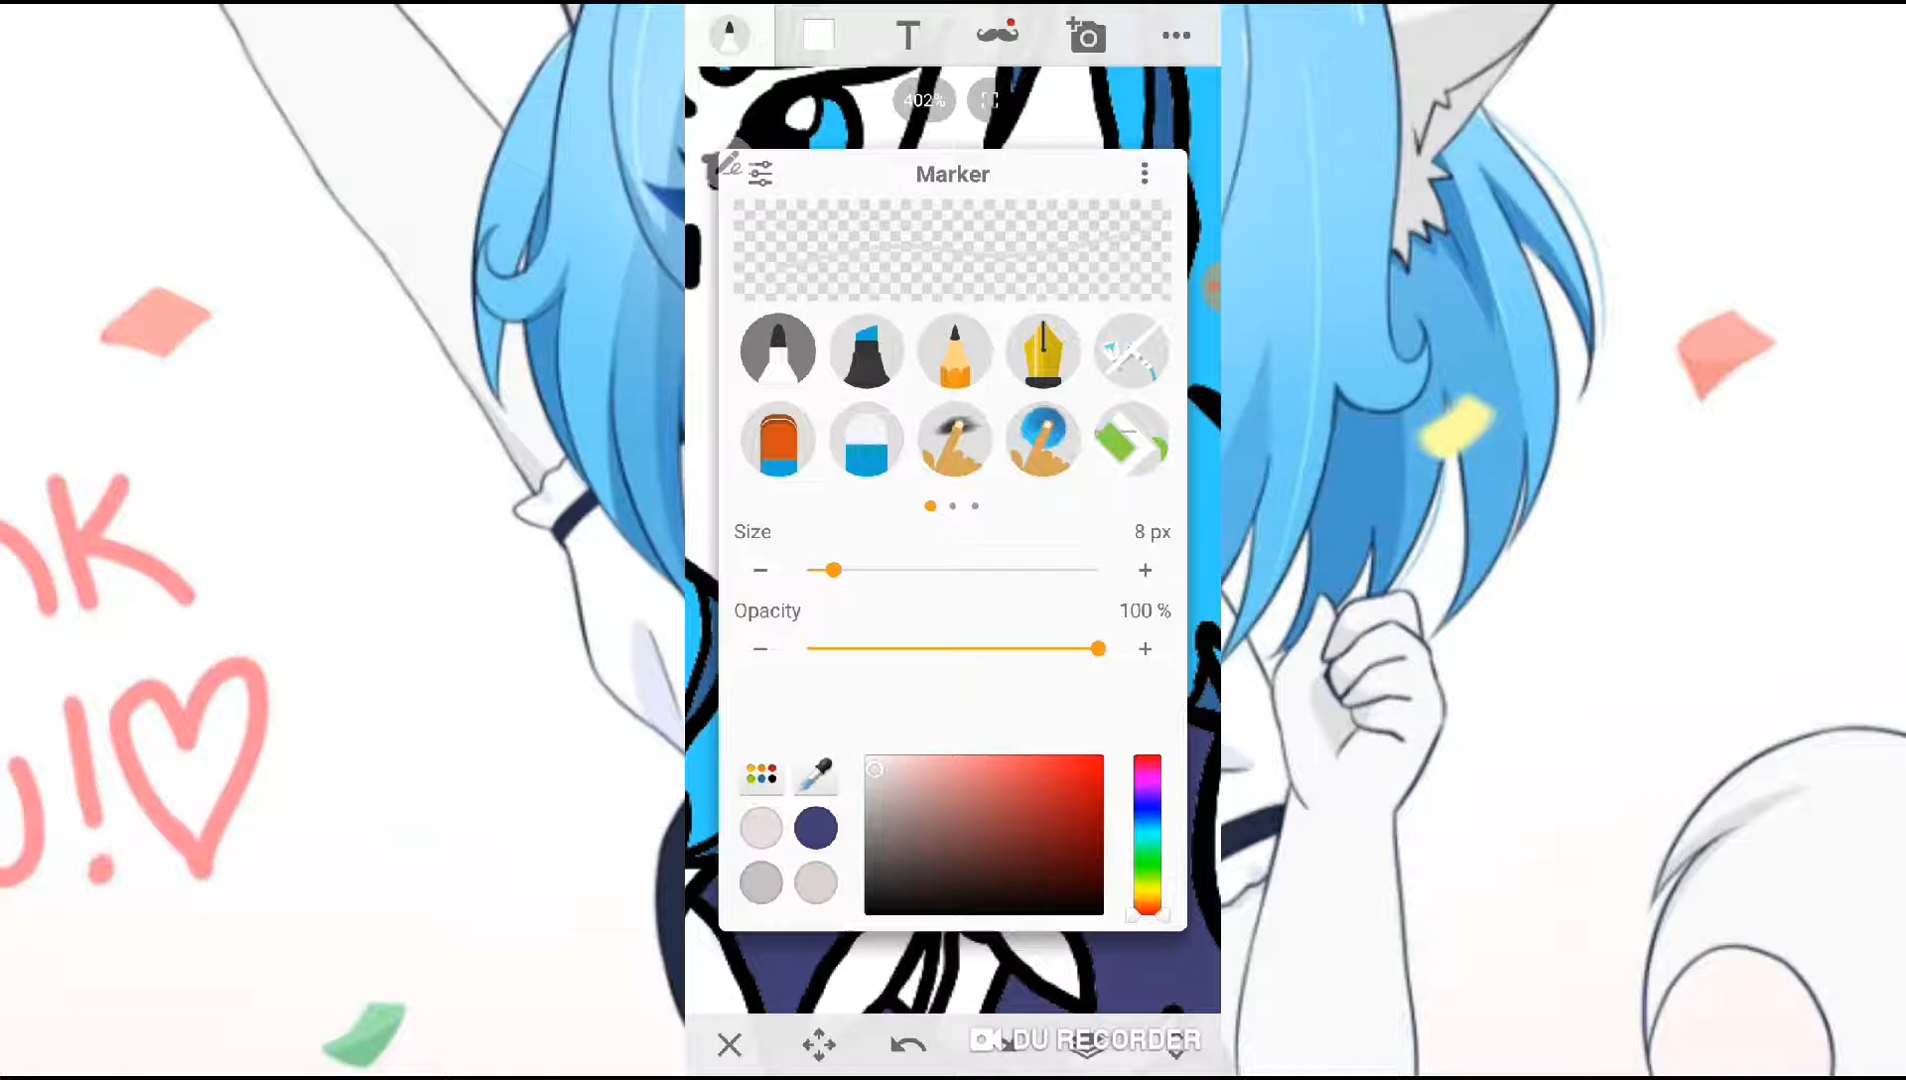 T
402%
Marker
Size 8 px
Opacity 100 %
DU RECORDER